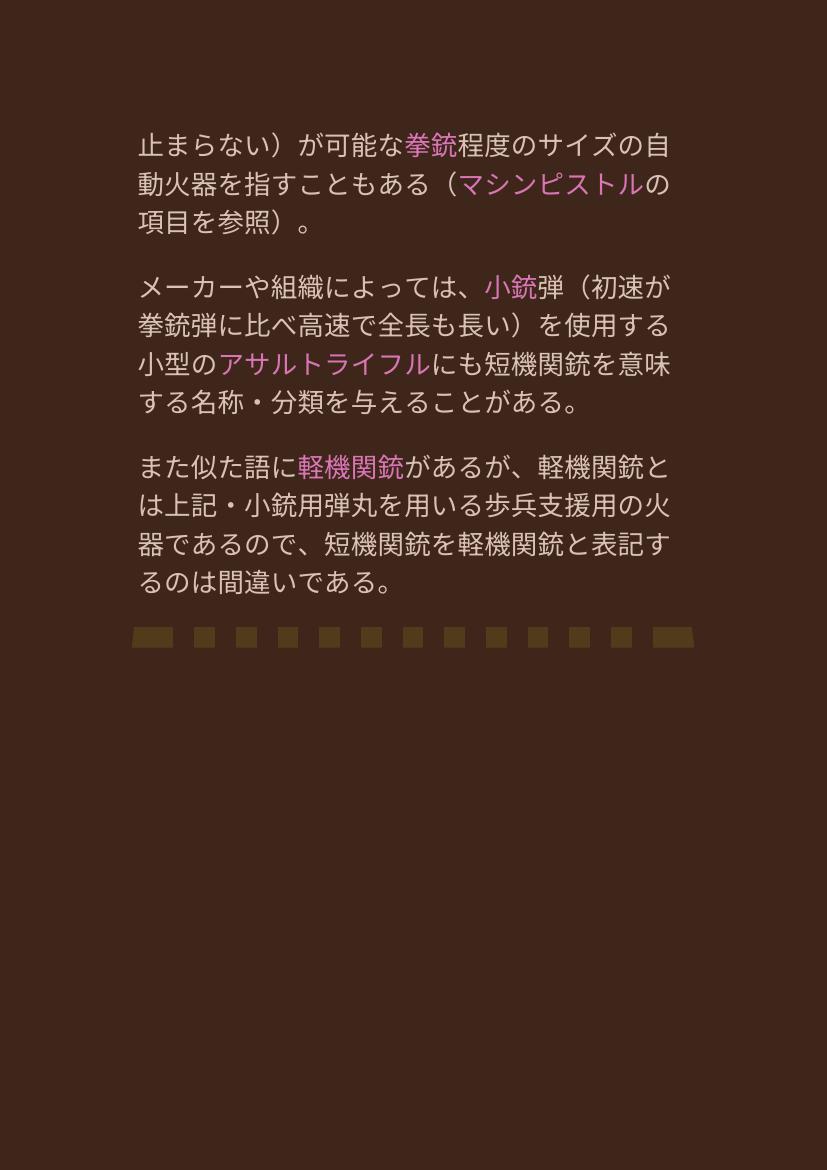 止まらない）が可能な拳銃程度のサイズの自
動火器を指すこともある（マシンピストルの
項目を参照）。
メーカーや組織によっては、小銃弾（初速が
拳銃弾に比べ高速で全長も長い）を使用する
小型のアサルトライフルにも短機関銃を意味
する名称・分類を与えることがある。
また似た語に軽機関銃があるが、軽機関銃と
は上記・小銃用弾丸を用いる歩兵支援用の火
器であるので、短機関銃を軽機関銃と表記す
るのは間違いである。